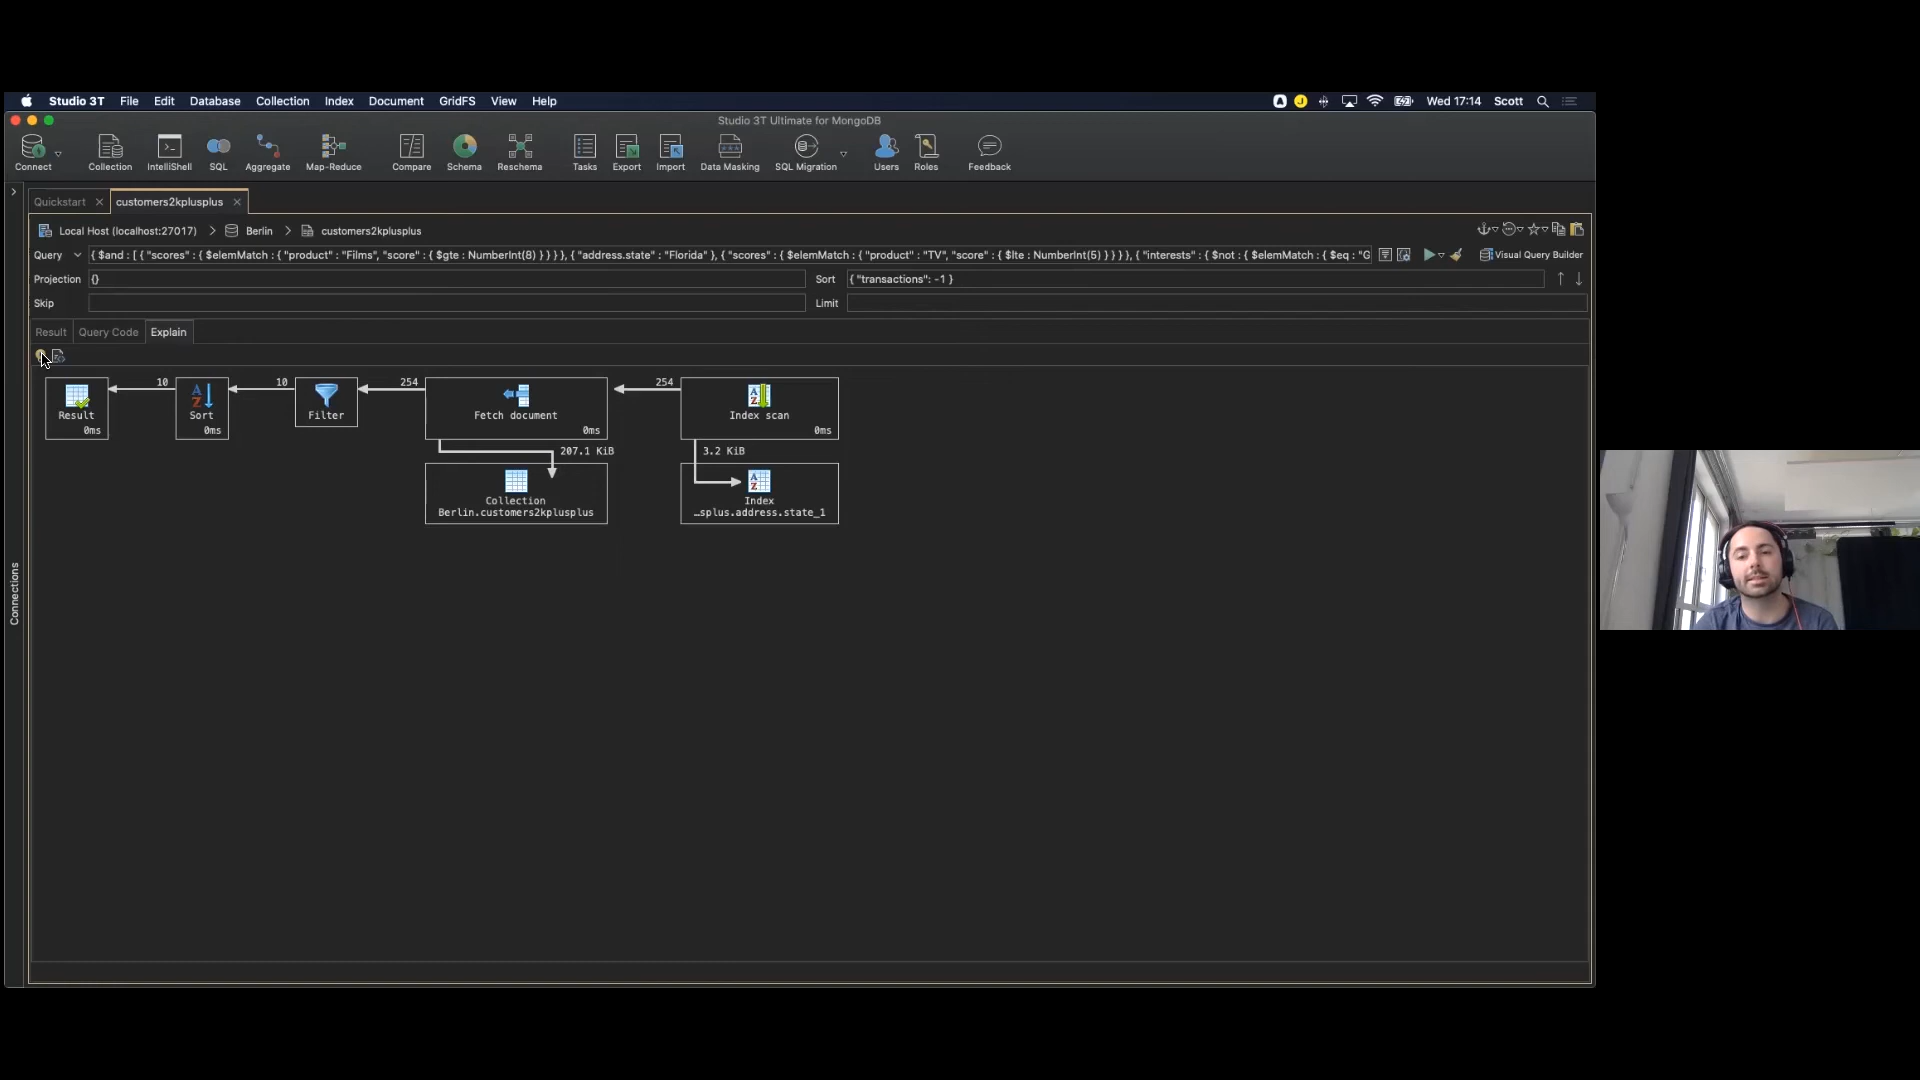 Studio 3T File Edit Database Collection Index Document GridFS View Help
J Wed 17:14 Scott
Studio 3T Ultimate for MongoDB
Connect Collection IntelliShell SQL Aggregate Map-Reduce Compare Schema Reschema Tasks Export Import Data Masking SQL Migration Users Roles Feedback
Quickstart customers2kplusplus
Local Host (localhost:27017) Berlin customers2kplusplus
Query { $and : [ { "scores" : { $elemMatch : { "product" : "Films", "score" : { $gte : NumberInt(8) } } } }, { "address.state" : "Florida" }, { "scores" : { $elemMatch : { "product" : "TV", "score" : { $lte : NumberInt(5) } } } }, { "interests" : { $not : { $elemMatch : { $eq : "G
Visual Query Builder
Projection {} Sort { "transactions": -1 }
Skip Limit
Result Query Code Explain
10 10 254 254
Result Sort Filter Fetch document Index scan
0ms 0ms 0ms 0ms
207.1 KiB 3.2 KiB
Collection Index
Berlin.customers2kplusplus …splus.address.state_1
Connections